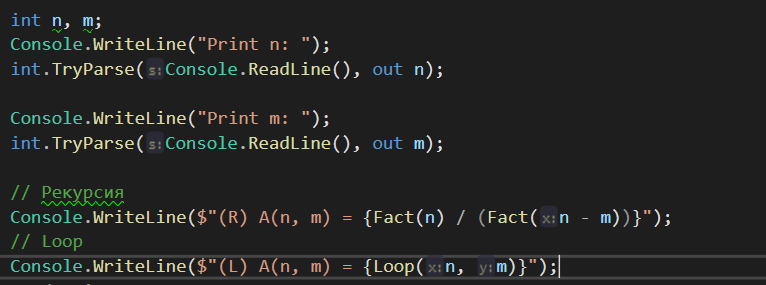 int n, m;
Console.WriteLine("Print n: ");
int.TryParse(s:Console.ReadLine(), out n);
Console.WriteLine("Print m: ");
int.TryParse(s:Console.ReadLine(), out m);
// Рекурсия
Console.WriteLine($"(R) A(n, m) = {Fact(n) / (Fact(x:n - m))}");
// Loop
Console.WriteLine($"(L) A(n, m) = {Loop(x:n, y:m)}");